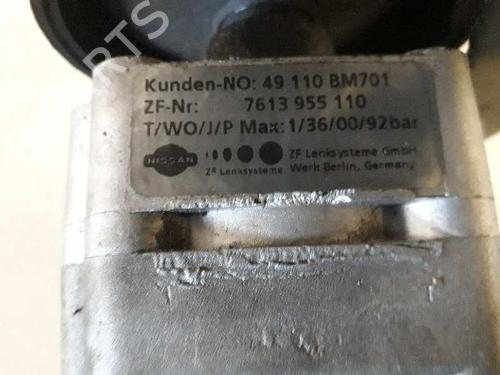 Kunden-NO: 49 110 BM701
ZF-Nr: 7613 955 110
T/WO/J/P Max: 1/36/00/92bar
NISSAN
ZF Lenksysteme
ZF Lenksysteme GmbH
Werk Berlin, Germany